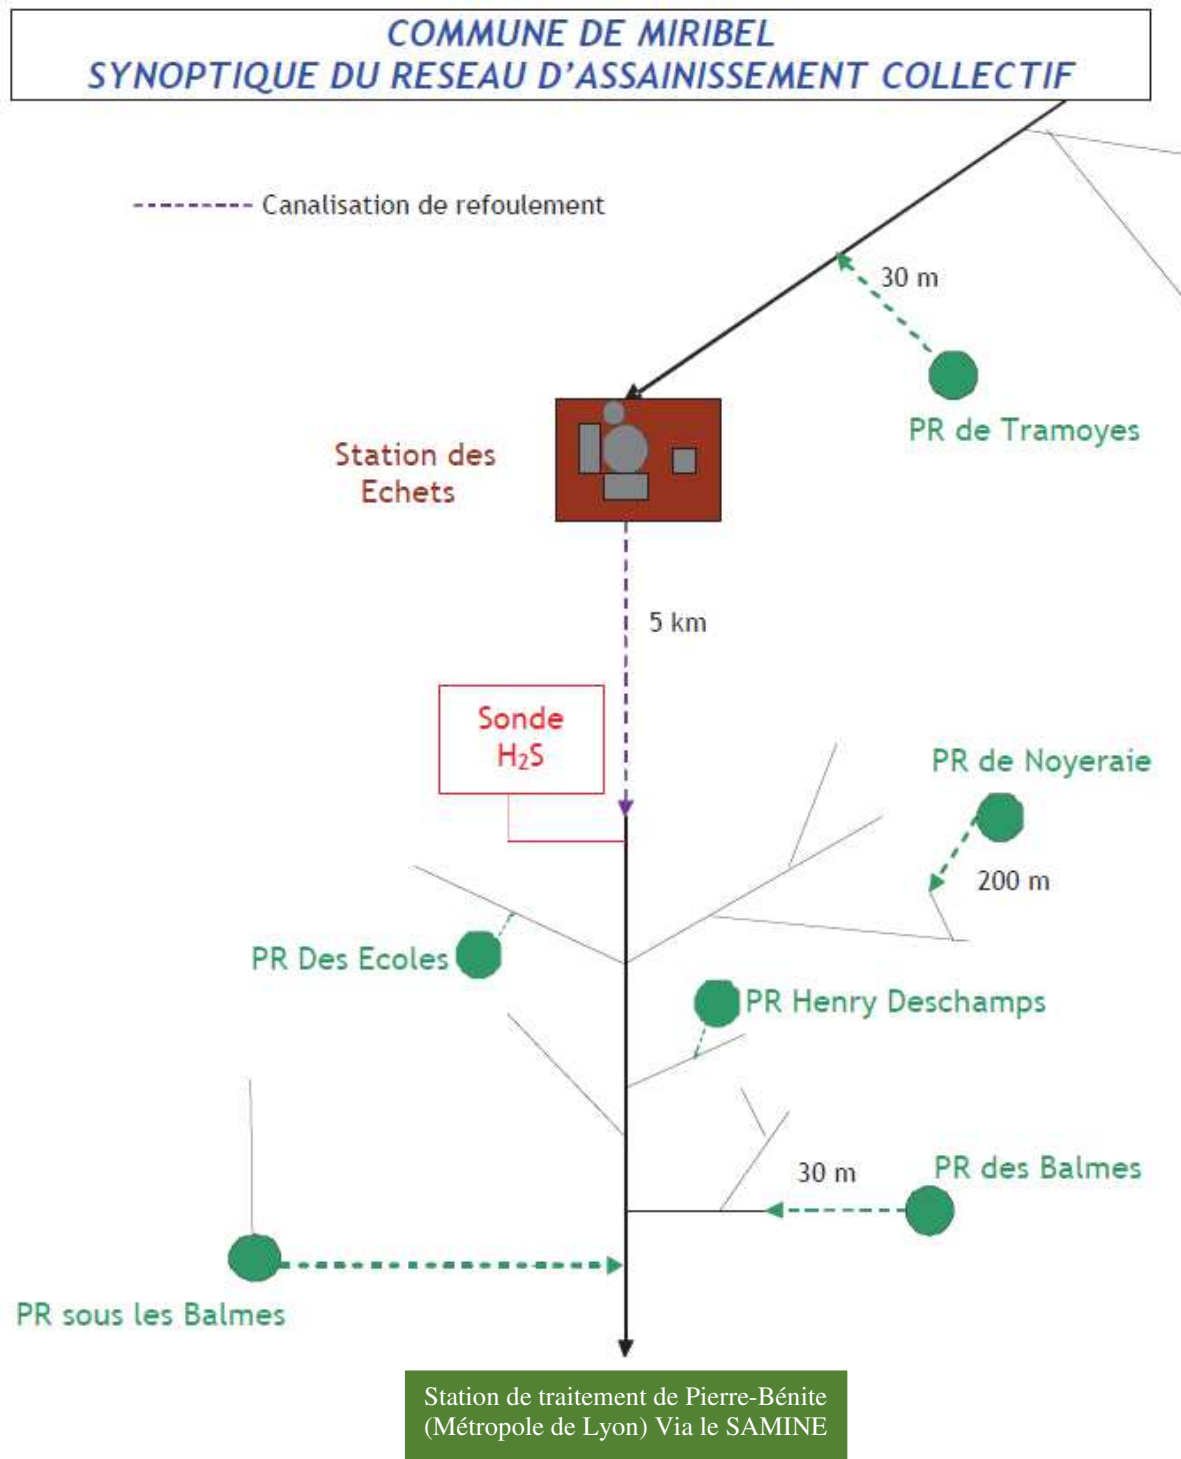 COMMUNE DE MIRIBEL
SYNOPTIQUE DU RESEAU D'ASSAINISSEMENT COLLECTIF
Canalisation de refoulement
30 m
PR de Tramoyes
Station des
Echets
5 km
Sonde
H₂S
PR de Noyeraie
200 m
PR Des Ecoles
PR Henry Deschamps
30 m
PR des Balmes
PR sous les Balmes
Station de traitement de Pierre-Bénite
(Métropole de Lyon) Via le SAMINE